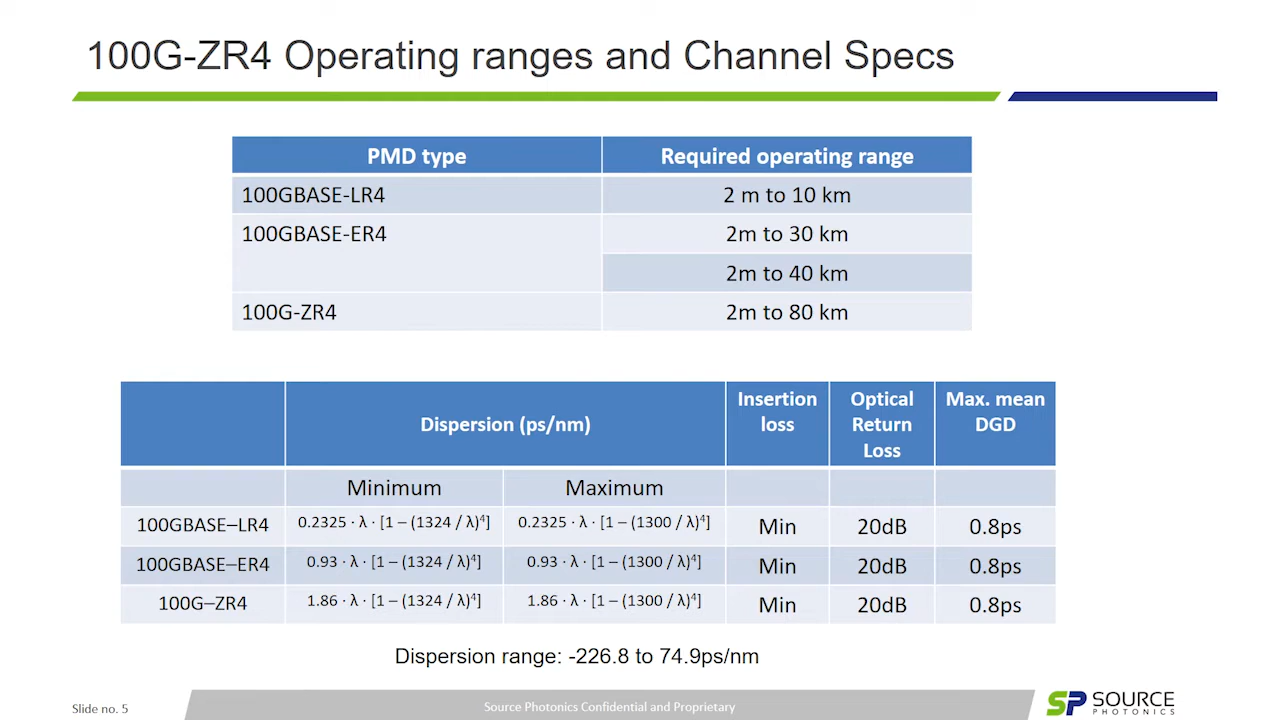 100G-ZR4 Operating ranges and Channel Specs
PMD type Required operating range
100GBASE-LR4 2 m to 10 km
100GBASE-ER4 2m to 30 km
2m to 40 km
100G-ZR4 2m to 80 km
Dispersion (ps/nm) Insertion loss Optical Return Loss Max. mean DGD
Minimum Maximum
100GBASE–LR4 0.2325 · λ · [1 – (1324 / λ)⁴] 0.2325 · λ · [1 – (1300 / λ)⁴] Min 20dB 0.8ps
100GBASE–ER4 0.93 · λ · [1 – (1324 / λ)⁴] 0.93 · λ · [1 – (1300 / λ)⁴] Min 20dB 0.8ps
100G–ZR4 1.86 · λ · [1 – (1324 / λ)⁴] 1.86 · λ · [1 – (1300 / λ)⁴] Min 20dB 0.8ps
Dispersion range: -226.8 to 74.9ps/nm
Slide no. 5
Source Photonics Confidential and Proprietary
SP SOURCE
PHOTONICS